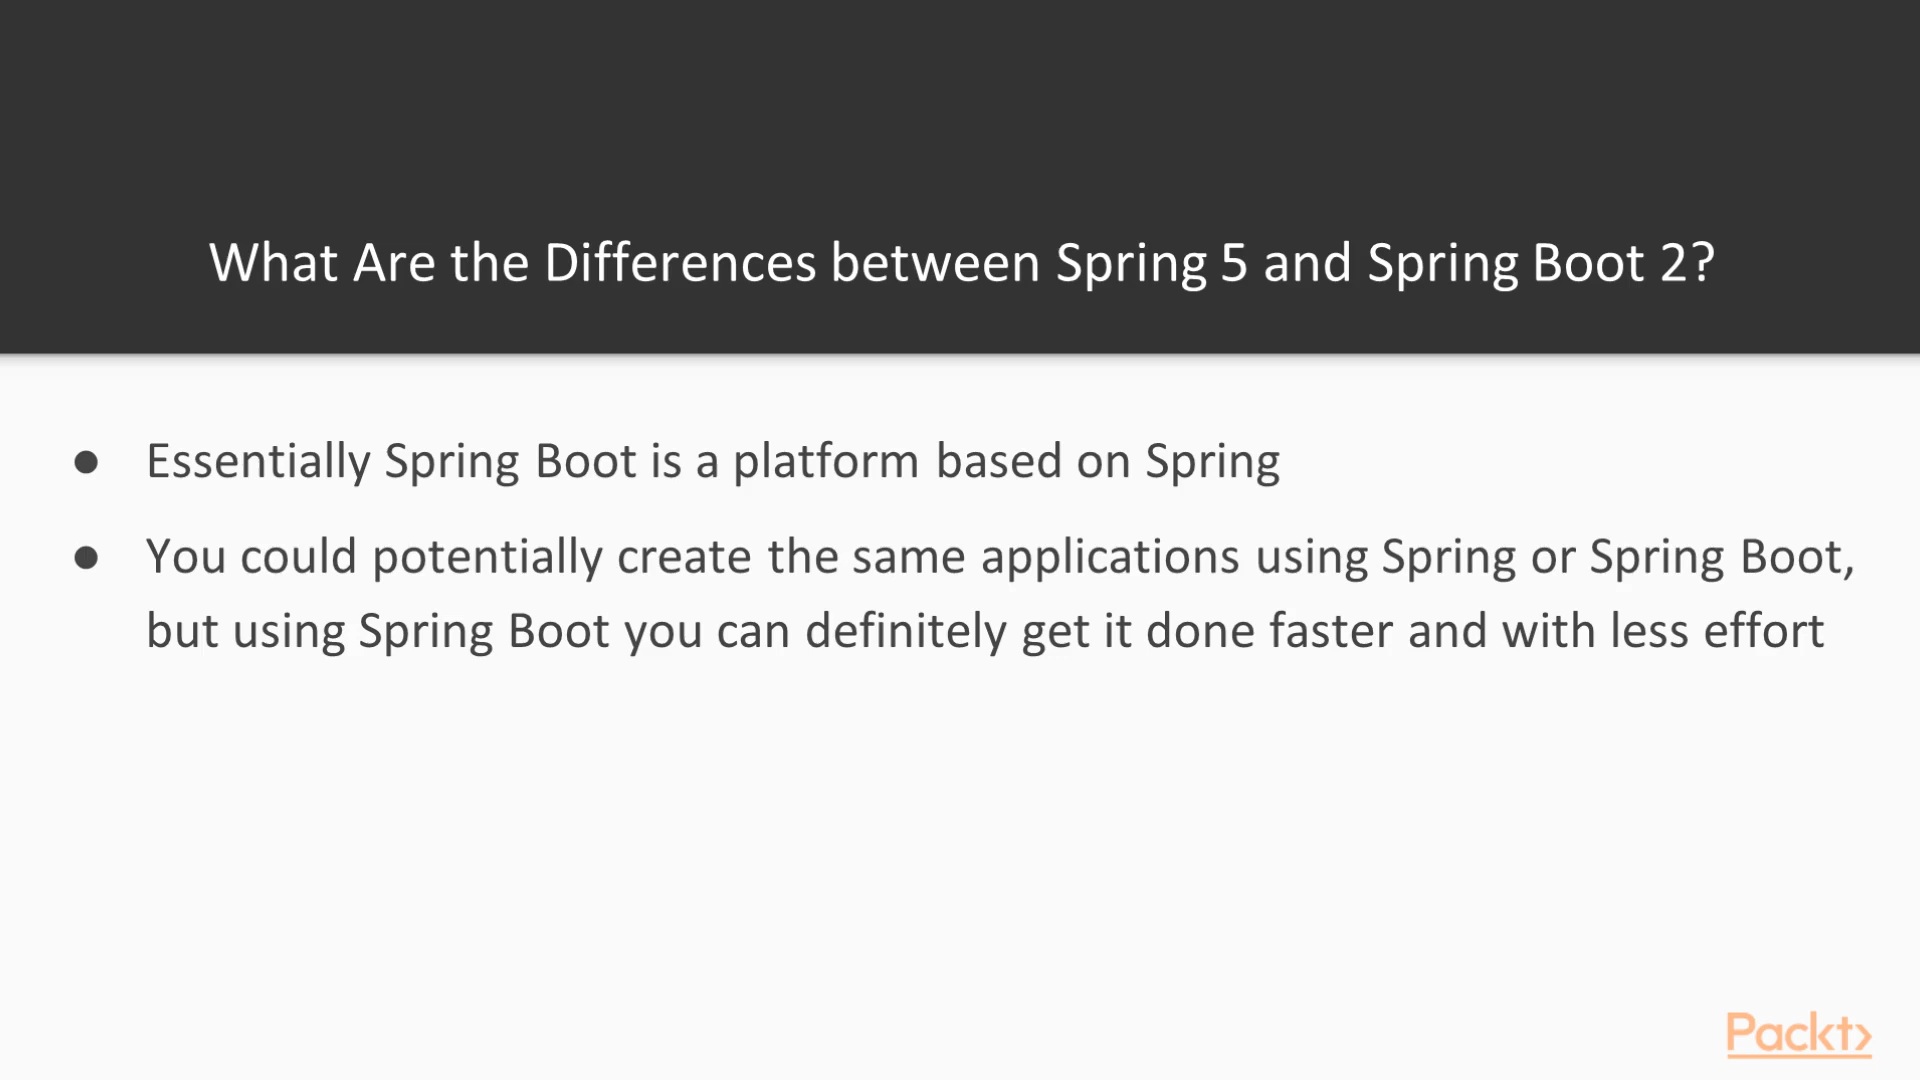 What Are the Differences between Spring 5 and Spring Boot 2?
● Essentially Spring Boot is a platform based on Spring
● You could potentially create the same applications using Spring or Spring Boot,
but using Spring Boot you can definitely get it done faster and with less effort
Packt>